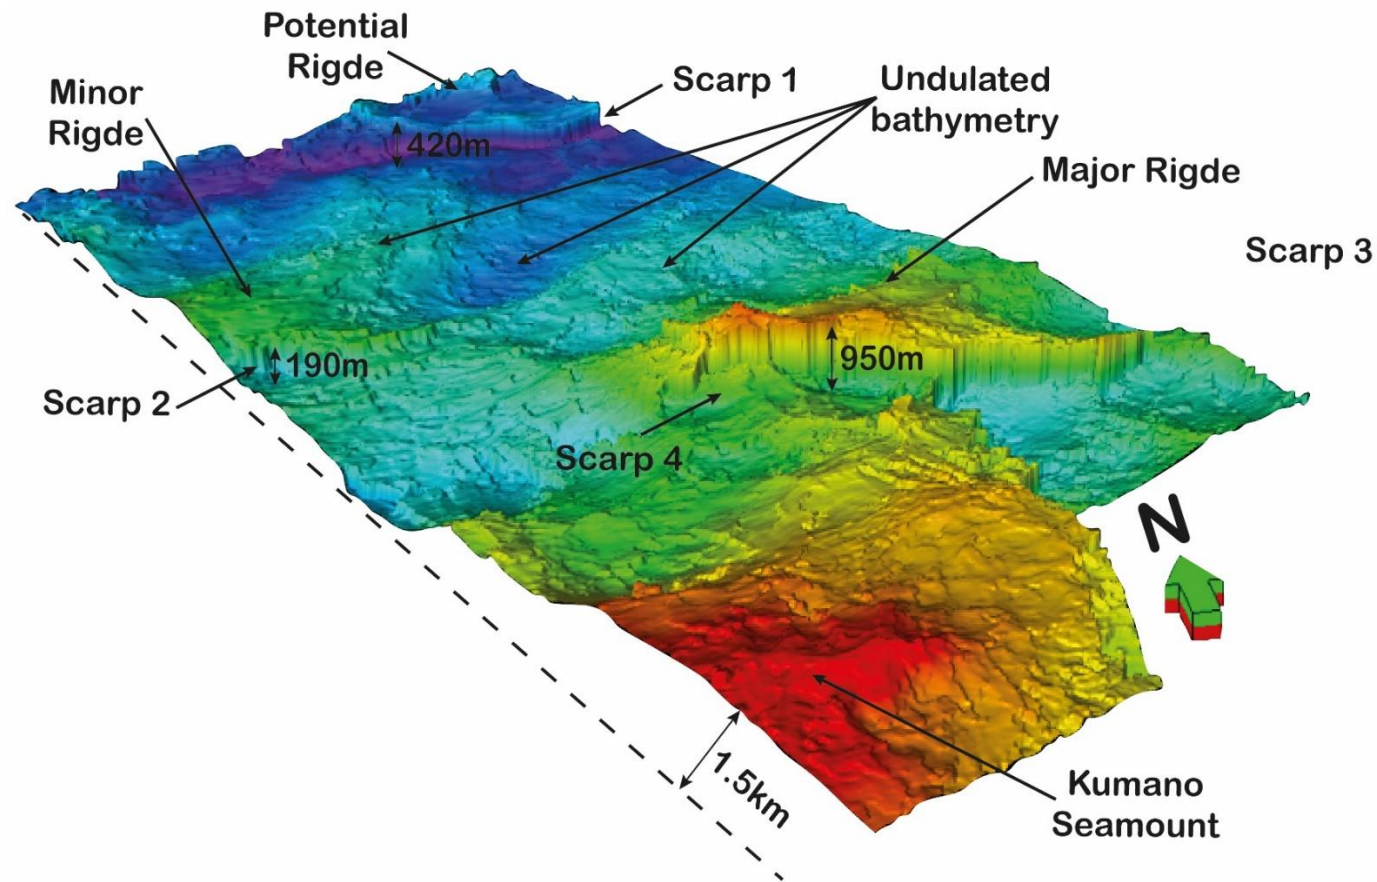 Potential
Rigde
Scarp 1
Undulated
bathymetry
Minor
Rigde
420m
Major Rigde
Scarp 3
190m
950m
Scarp 2
Scarp 4
N
1.5km
Kumano
Seamount